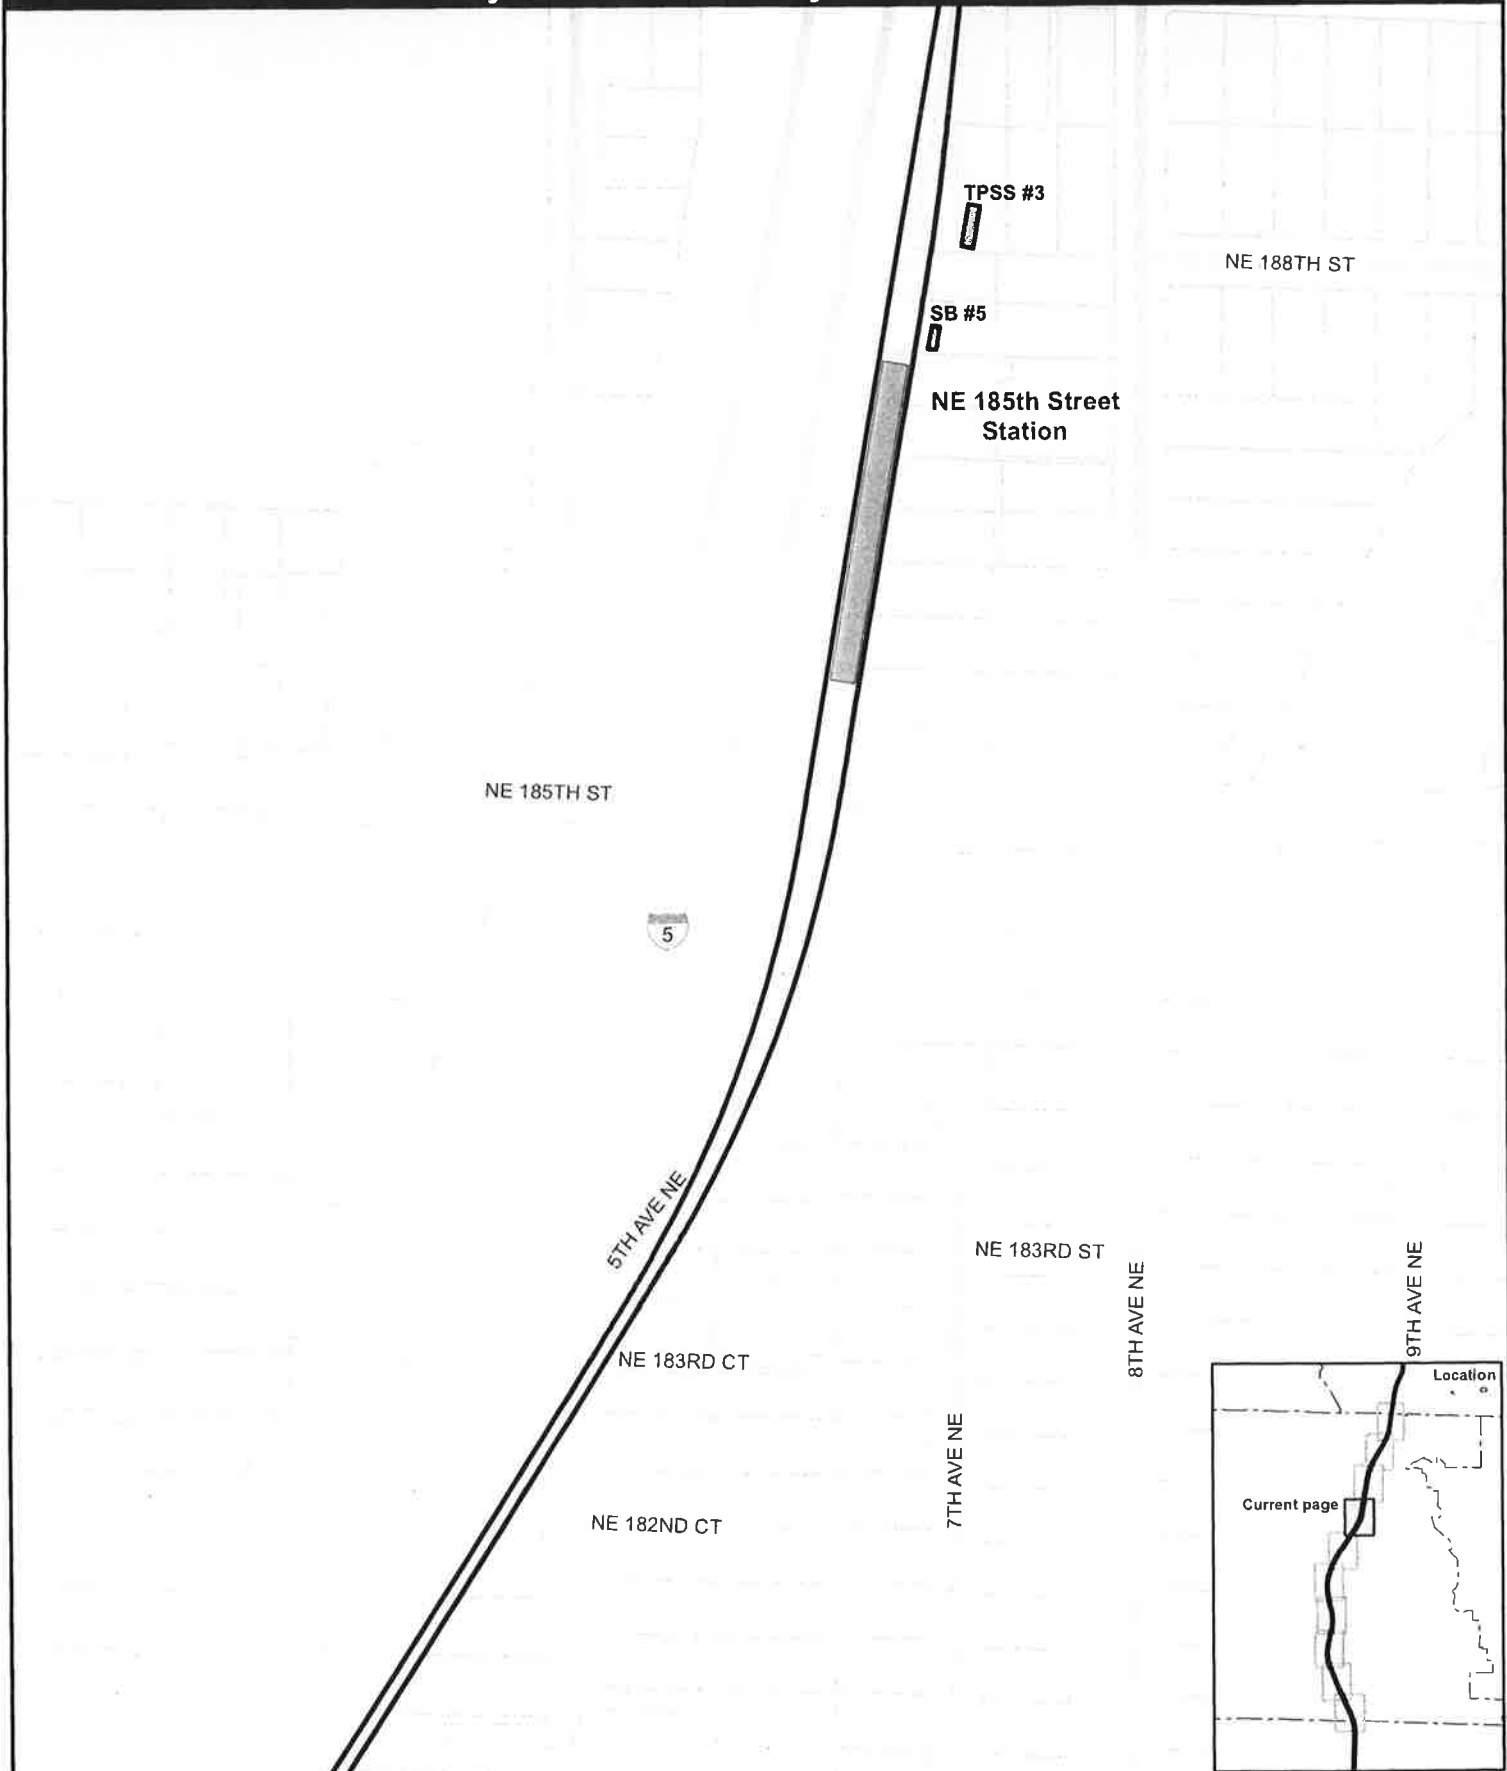 TPSS #3
NE 188TH ST
SB #5
NE 185th Street
Station
NE 185TH ST
5
5TH AVE NE
NE 183RD ST
8TH AVE NE
9TH AVE NE
NE 183RD CT
7TH AVE NE
NE 182ND CT
Location
Current page